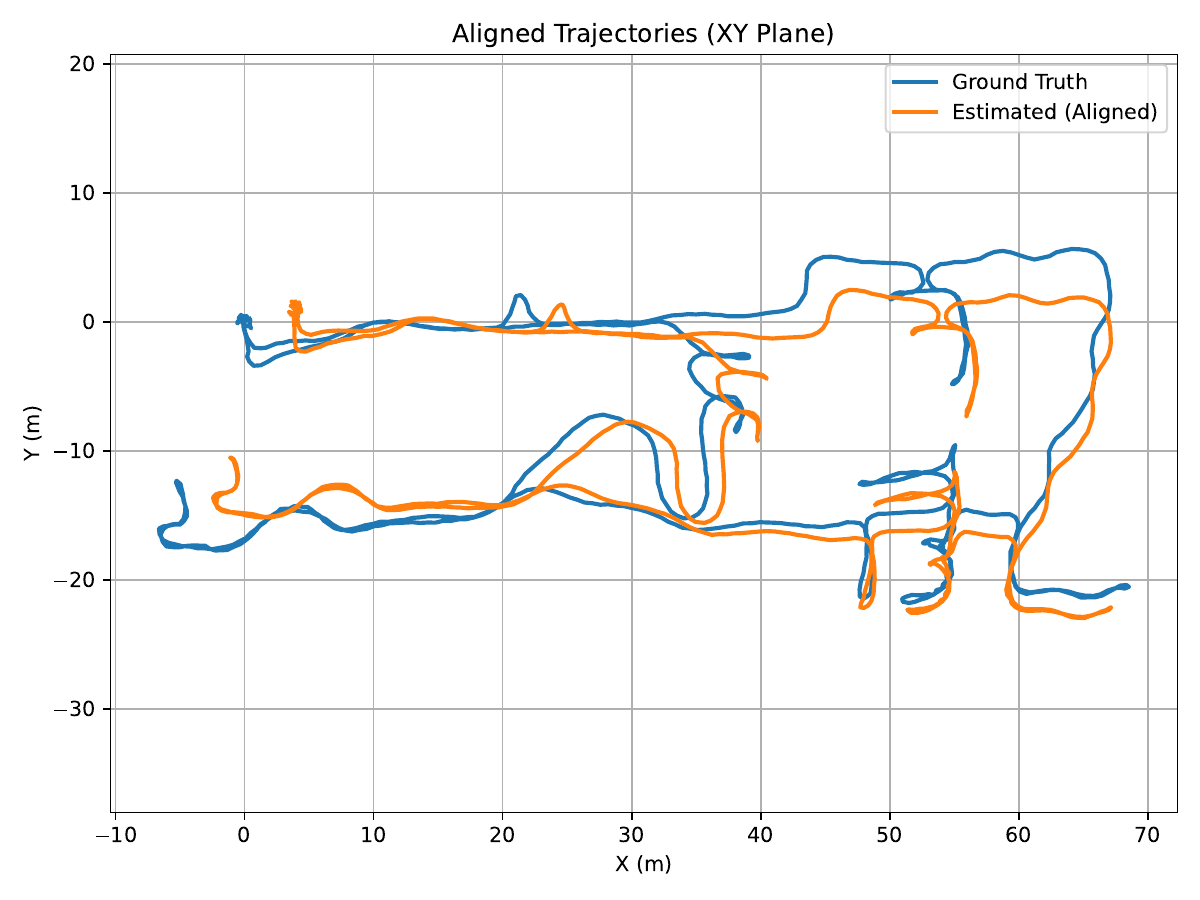 Aligned Trajectories (XY Plane)
Ground Truth
Estimated (Aligned)
20
10
0
−10
−20
−30
Y (m)
−10 0 10 20 30 40 50 60 70
X (m)